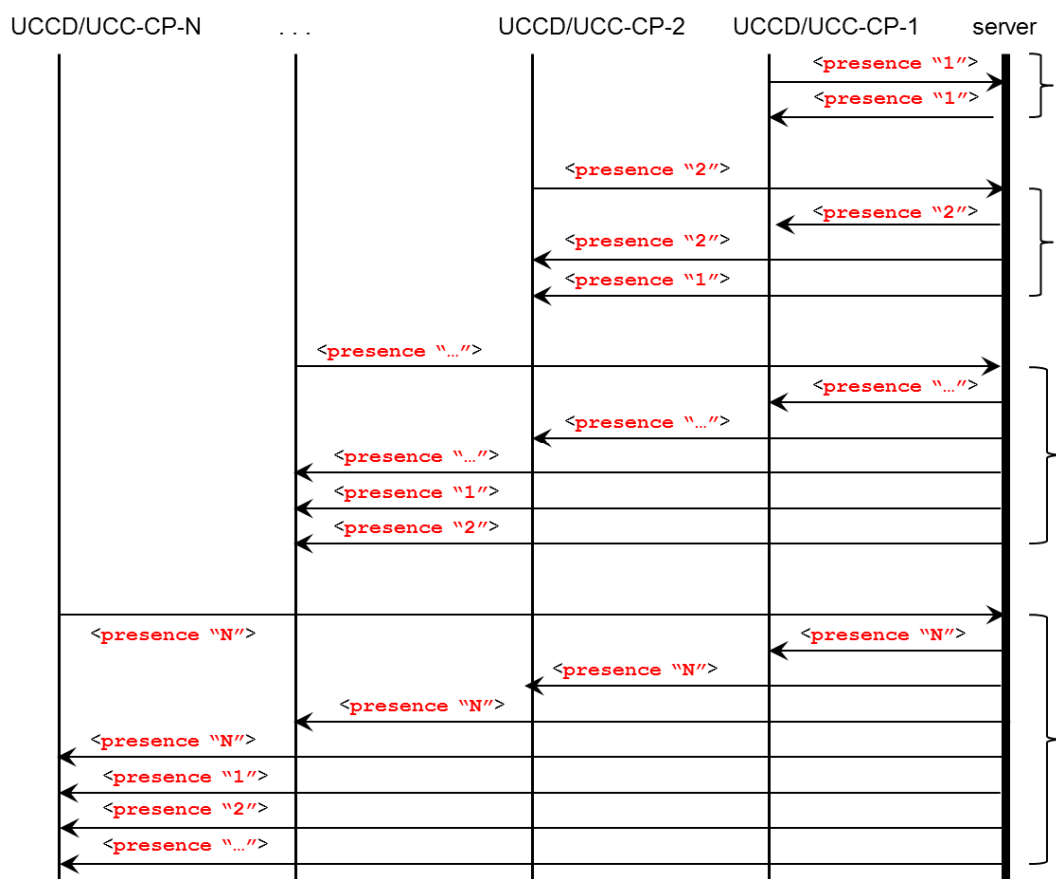 UCCD/UCC-CP-N . . . UCCD/UCC-CP-2 UCCD/UCC-CP-1 server
<presence “1”>
<presence “1”>
<presence “2”>
<presence “2”>
<presence “2”>
<presence “1”>
<presence “…”>
<presence “…”>
<presence “…”>
<presence “…”>
<presence “1”>
<presence “2”>
<presence “N”>
<presence “N”>
<presence “N”>
<presence “N”>
<presence “N”>
<presence “1”>
<presence “2”>
<presence “…”>